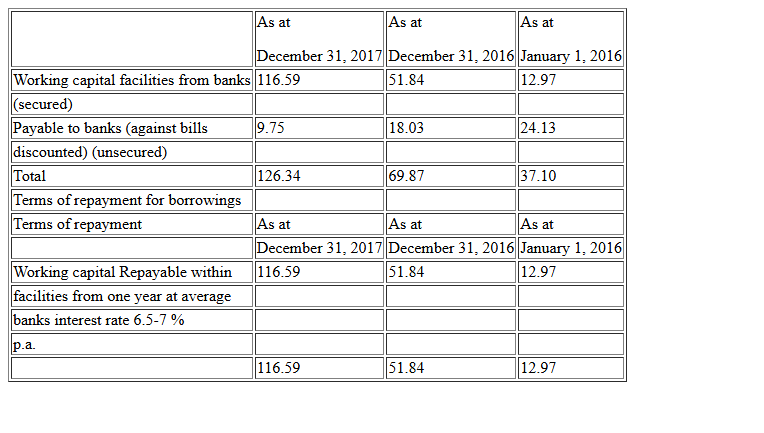 As at As at As at
December 31, 2017 December 31, 2016 January 1, 2016
Working capital facilities from banks 116.59 51.84 12.97
(secured)
Payable to banks (against bills 9.75 18.03 24.13
discounted) (unsecured)
Total 126.34 69.87 37.10
Terms of repayment for borrowings
Terms of repayment As at As at As at
December 31, 2017 December 31, 2016 January 1, 2016
Working capital Repayable within 116.59 51.84 12.97
facilities from one year at average
banks interest rate 6.5-7 %
p.a.
116.59 51.84 12.97